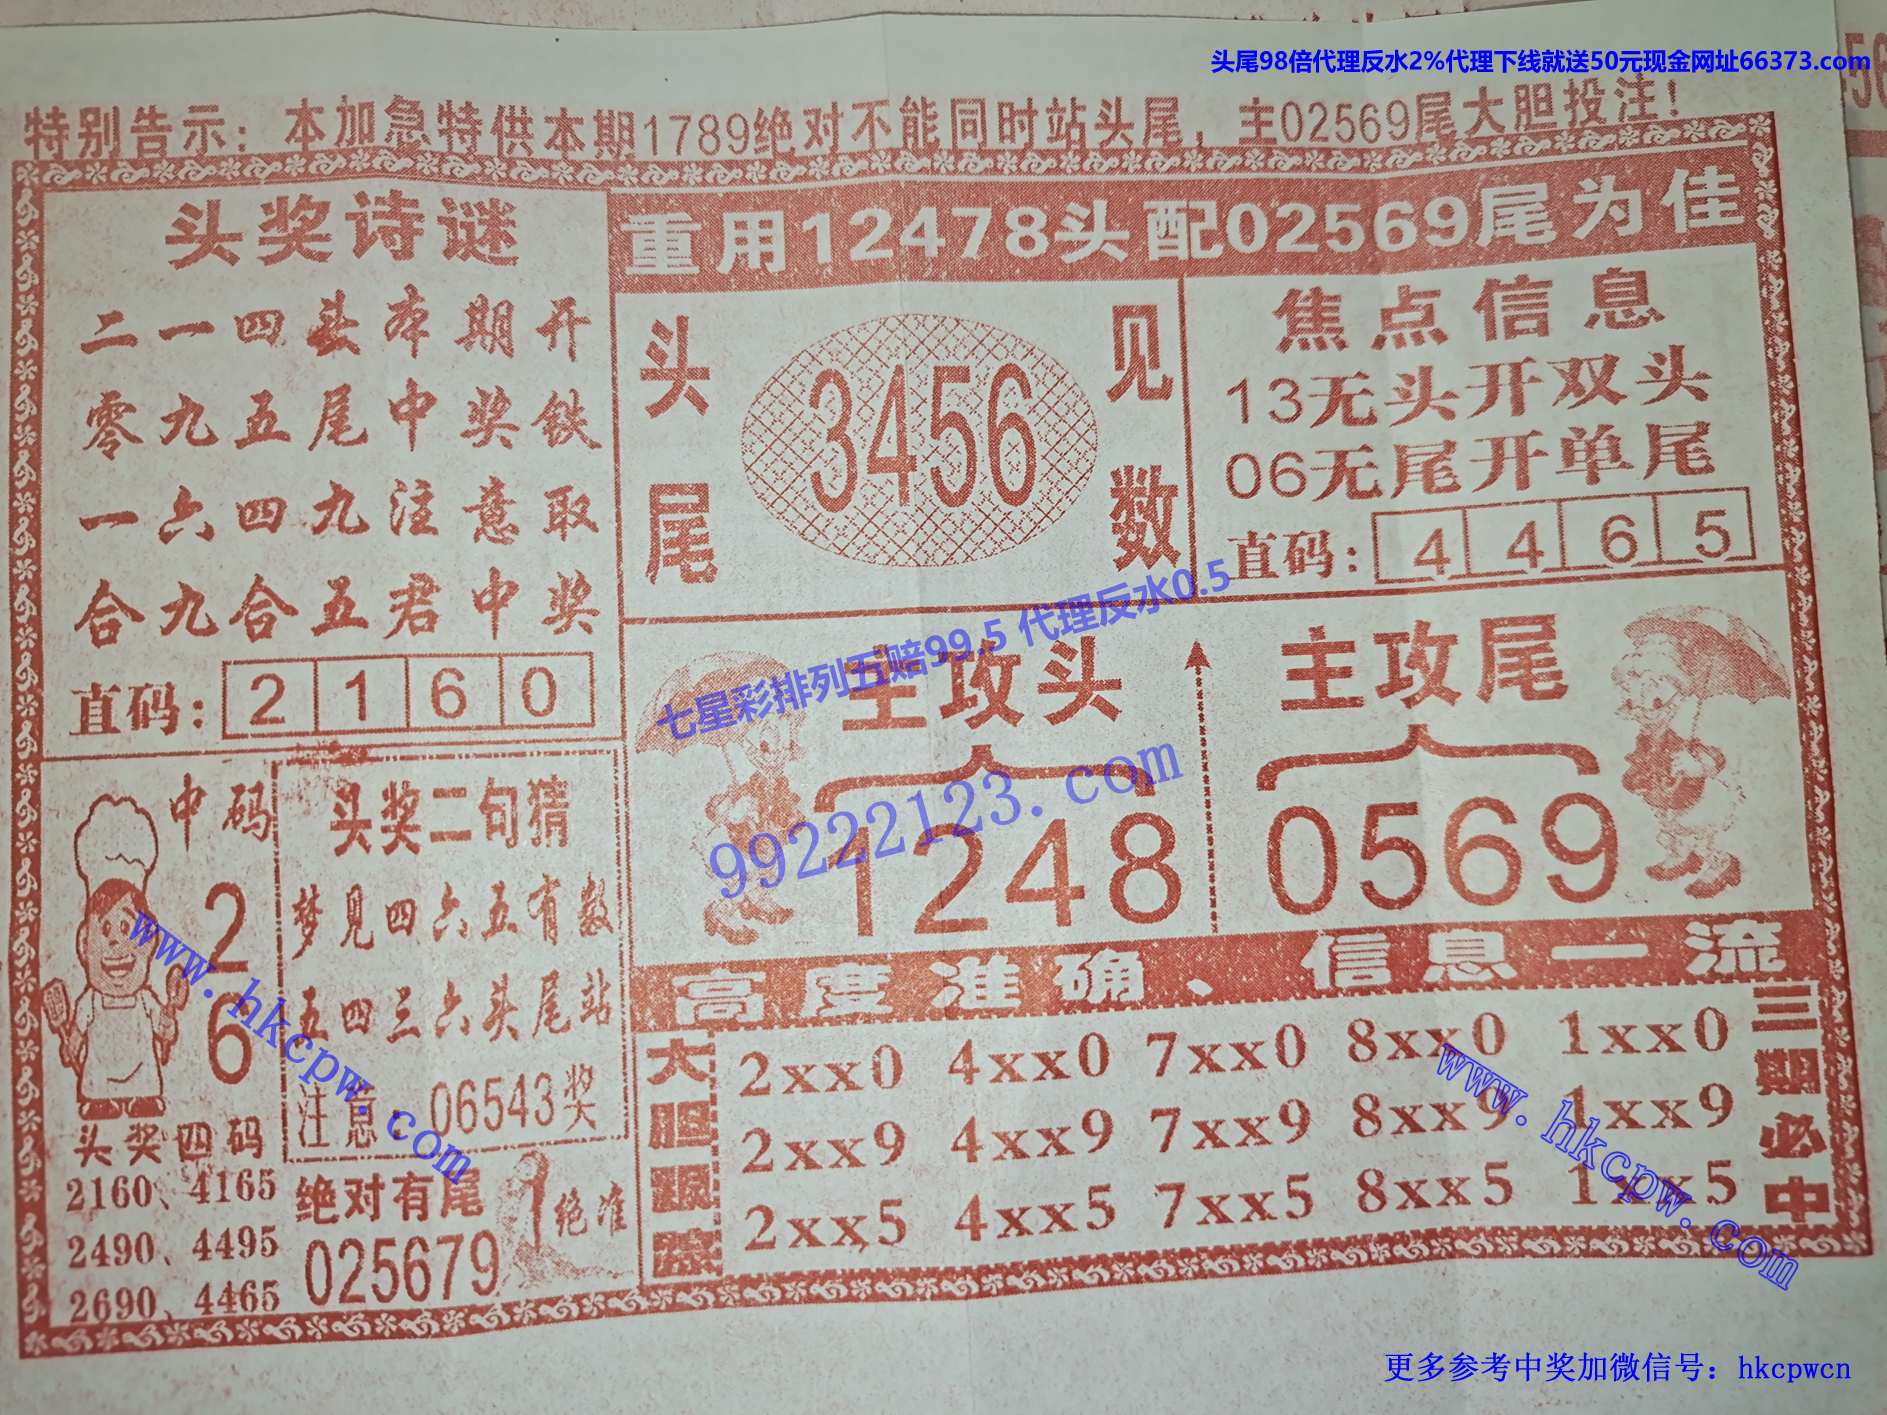 头尾98倍代理反水2%代理下线就送50元现金网址66373.com
特别告示：本加急特供本期1789绝对不能同时站头尾，主02569尾大胆投注！
头奖诗谜
二一四头本期开
零九五尾中奖铁
一六四九注意取
合九合五君中奖
直码：2 1 6 0
重用12478头配02569尾为佳
头尾
3456
见数
焦点信息
13无头开双头
06无尾开单尾
直码：4 4 6 5
七星彩排列五赔99.5 代理反水0.5
99222123.com
主攻头
1248
主攻尾
0569
中码
2
6
头奖四码
2160、4165
2490、4495
2690、4465
头奖二句猜
梦见四六五有数
五四三六头尾站
注意：06543奖
绝对有尾
025679
绝准
高度准确、信息一流
大胆跟踪
2xx0 4xx0 7xx0 8xx0 1xx0
2xx9 4xx9 7xx9 8xx9 1xx9
2xx5 4xx5 7xx5 8xx5 1xx5
三期必中
www.hkcpw.com
www.hkcpw.com
更多参考中奖加微信号：hkcpwcn